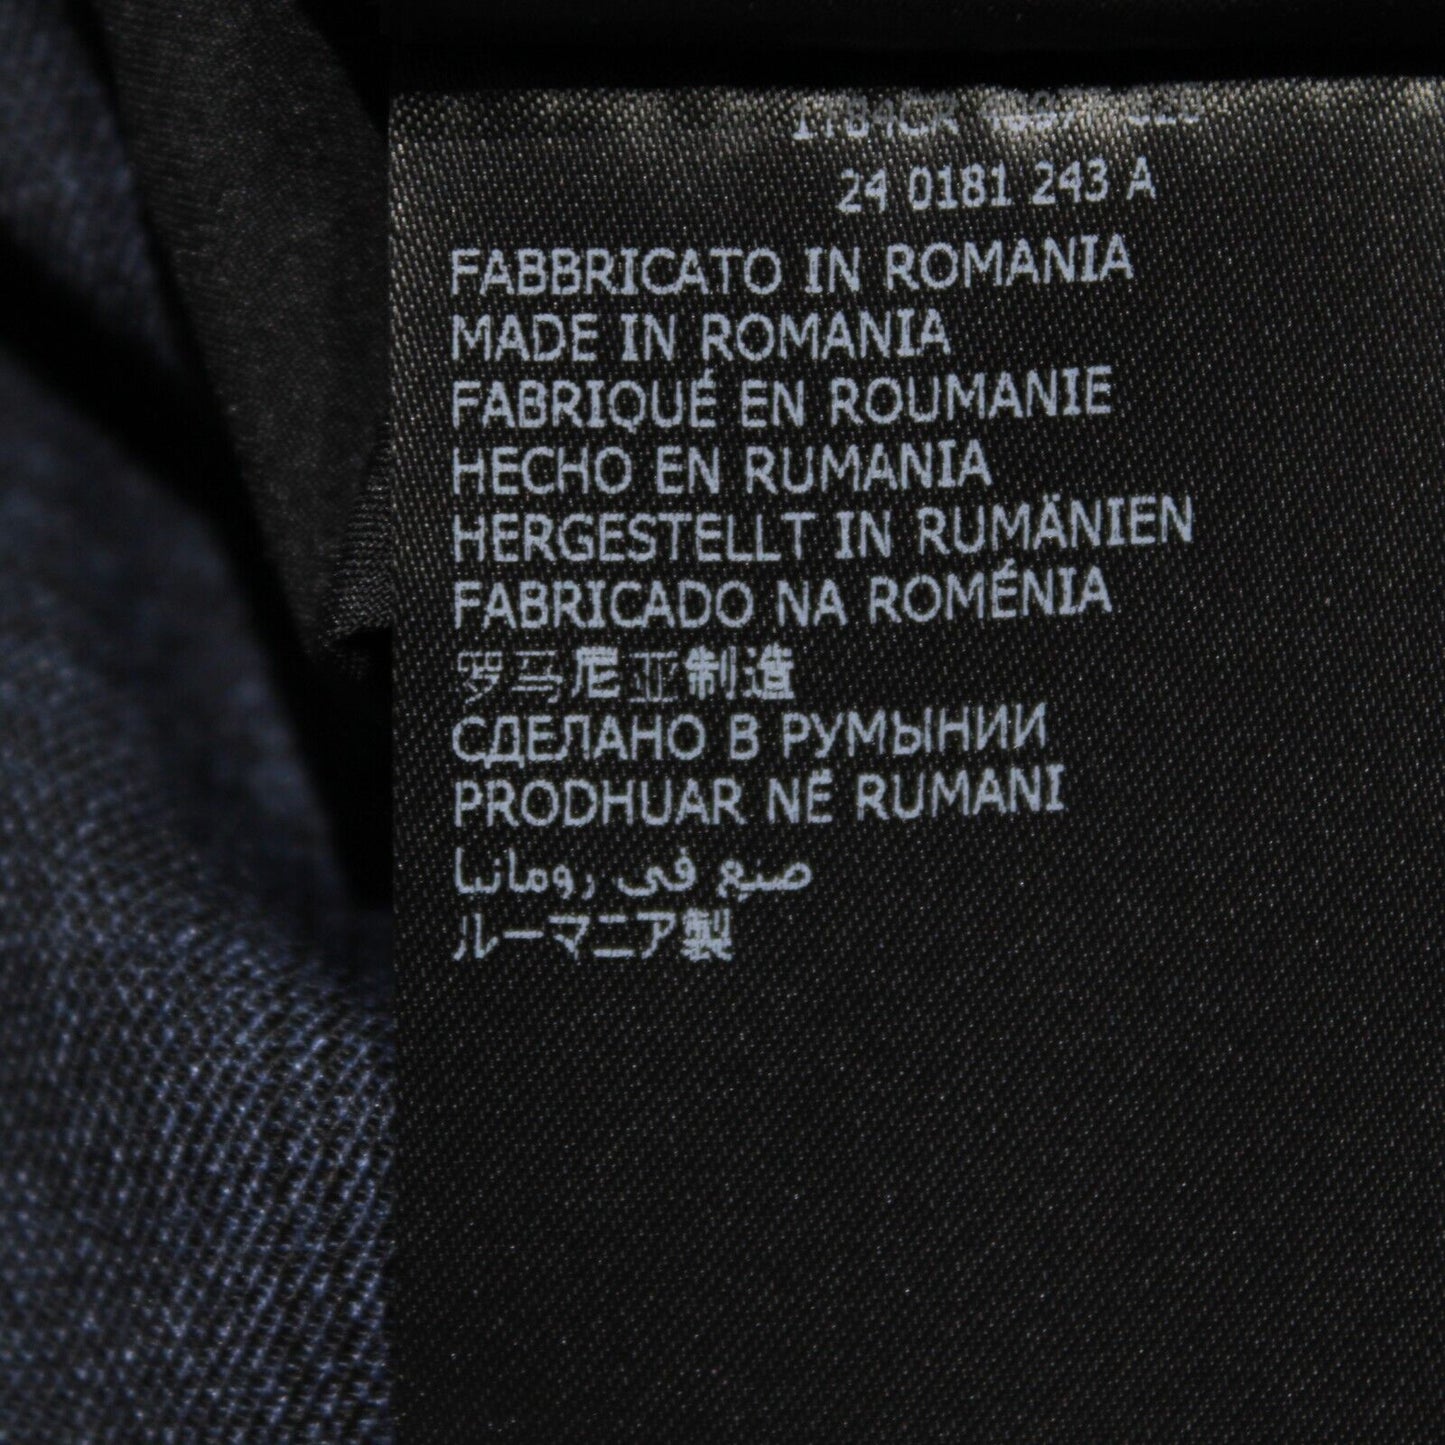 24 0181 243 A
FABBRICATO IN ROMANIA
MADE IN ROMANIA
FABRIQUÉ EN ROUMANIE
HECHO EN RUMANIA
HERGESTELLT IN RUMÄNIEN
FABRICADO NA ROMÉNIA
罗马尼亚制造
СДЕЛАНО В РУМЫНИИ
PRODHUAR NË RUMANI
صنع في رومانيا
ルーマニア製